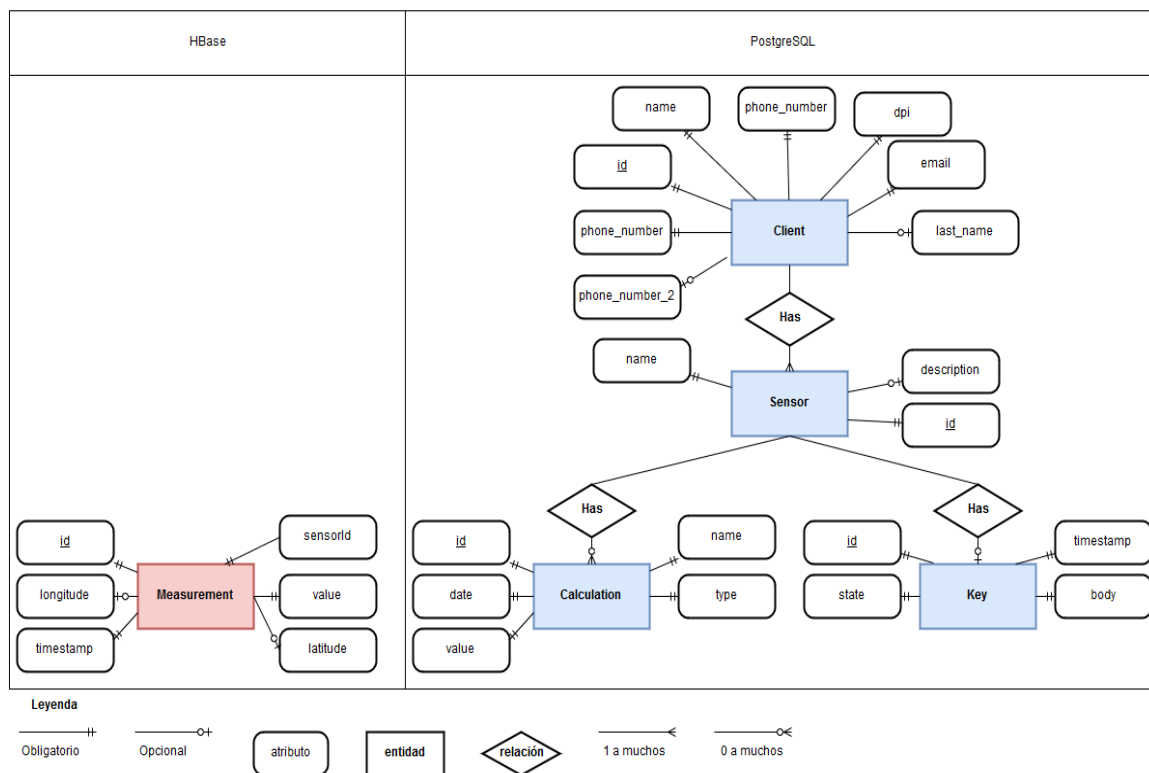 HBase
PostgreSQL
name
phone_number
dpi
id
email
phone_number
Client
last_name
phone_number_2
Has
name
description
Sensor
id
Has
Has
id
sensorId
id
name
id
timestamp
longitude
Measurement
value
date
Calculation
type
state
Key
body
timestamp
latitude
value
Leyenda
Obligatorio
Opcional
atributo
entidad
relación
1 a muchos
0 a muchos